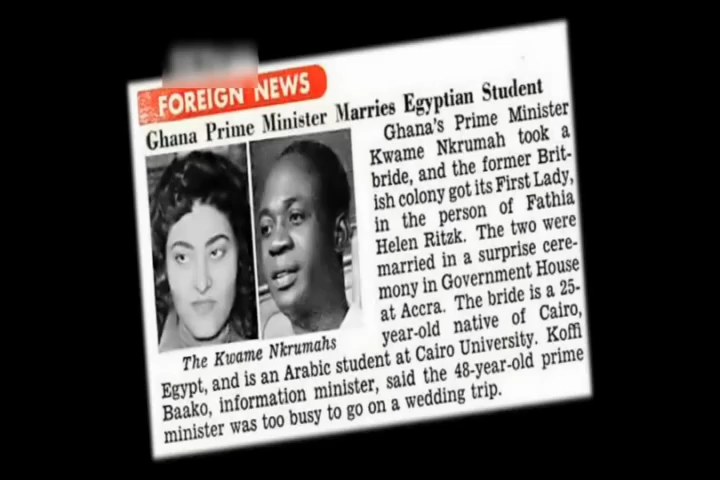 FOREIGN NEWS
Ghana Prime Minister Marries Egyptian Student
Ghana's Prime Minister
Kwame Nkrumah took a
bride, and the former Brit-
ish colony got its First Lady,
in the person of Fathia
Helen Ritzk. The two were
married in a surprise cere-
mony in Government House
at Accra. The bride is a 25-
year-old native of Cairo,
The Kwame Nkrumahs
Egypt, and is an Arabic student at Cairo University. Koffi
Baako, information minister, said the 48-year-old prime
minister was too busy to go on a wedding trip.